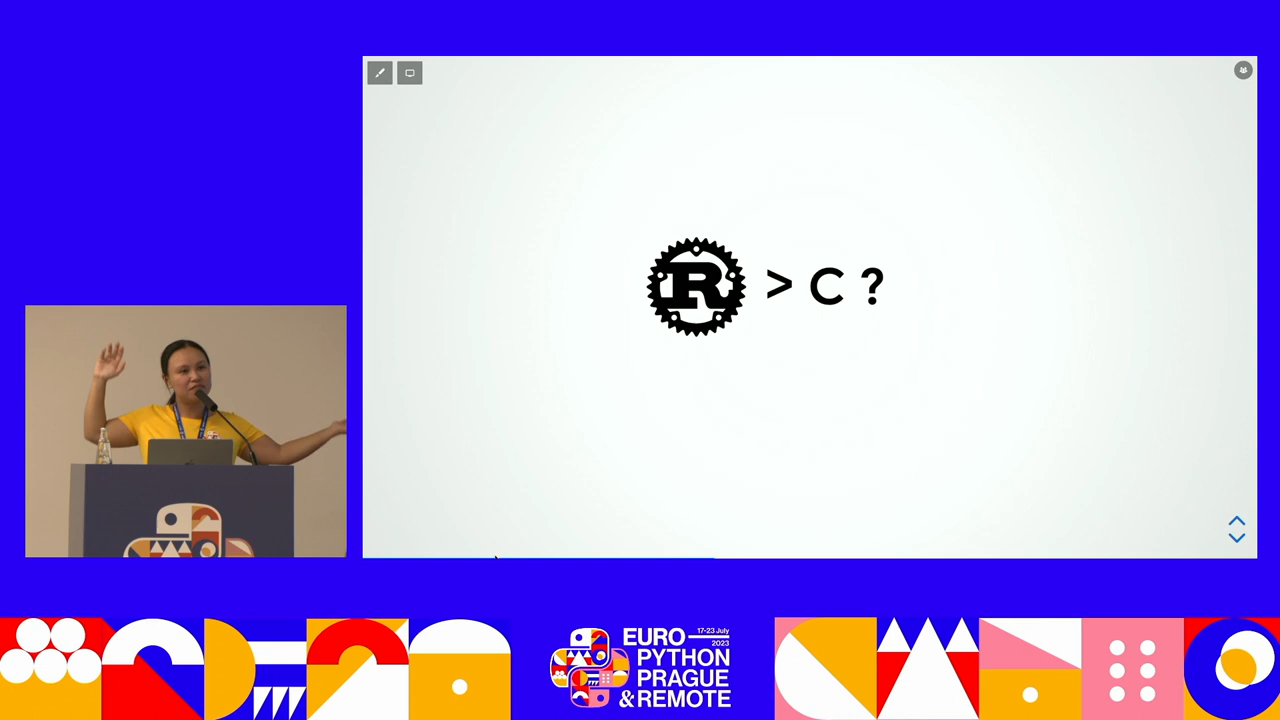 R > C ?
EURO
17-23 July
2023
PYTHON
PRAGUE
& REMOTE